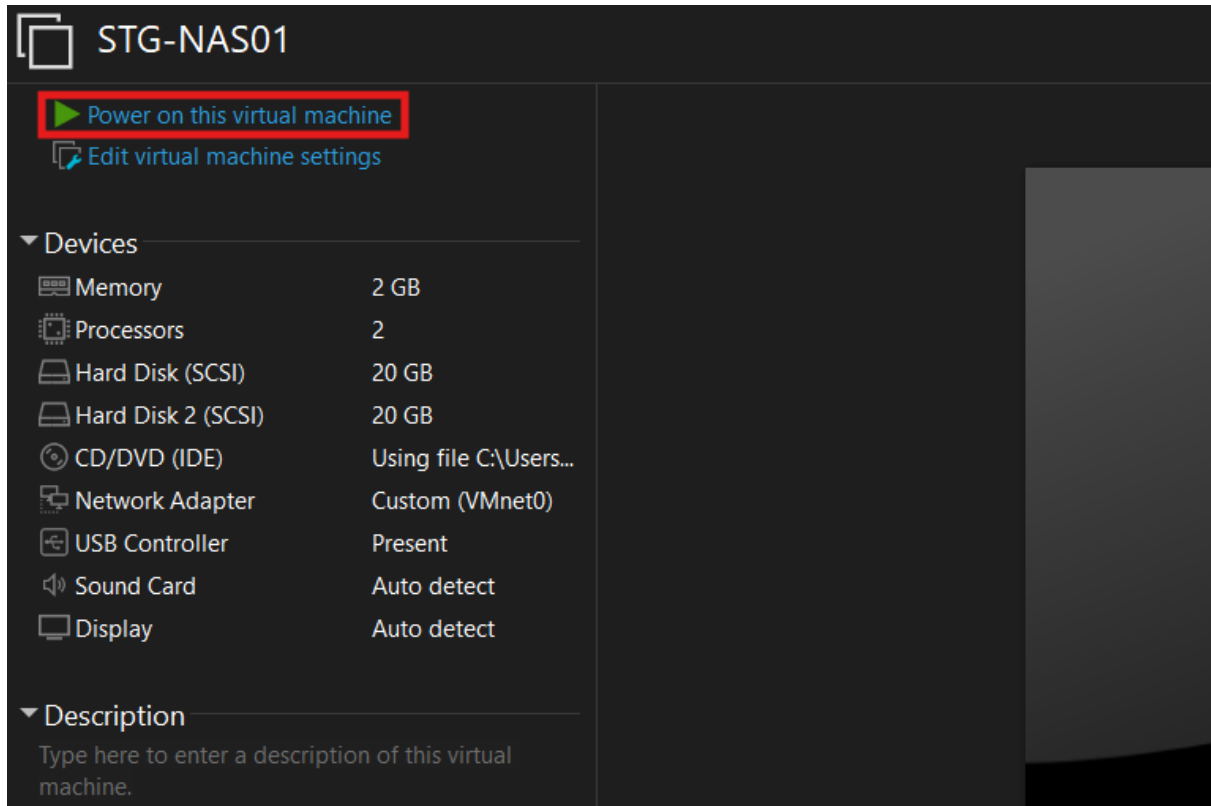 STG-NAS01
Power on this virtual machine
Edit virtual machine settings
Devices
Memory 2 GB
Processors 2
Hard Disk (SCSI) 20 GB
Hard Disk 2 (SCSI) 20 GB
CD/DVD (IDE) Using file C:\Users...
Network Adapter Custom (VMnet0)
USB Controller Present
Sound Card Auto detect
Display Auto detect
Description
Type here to enter a description of this virtual
machine.